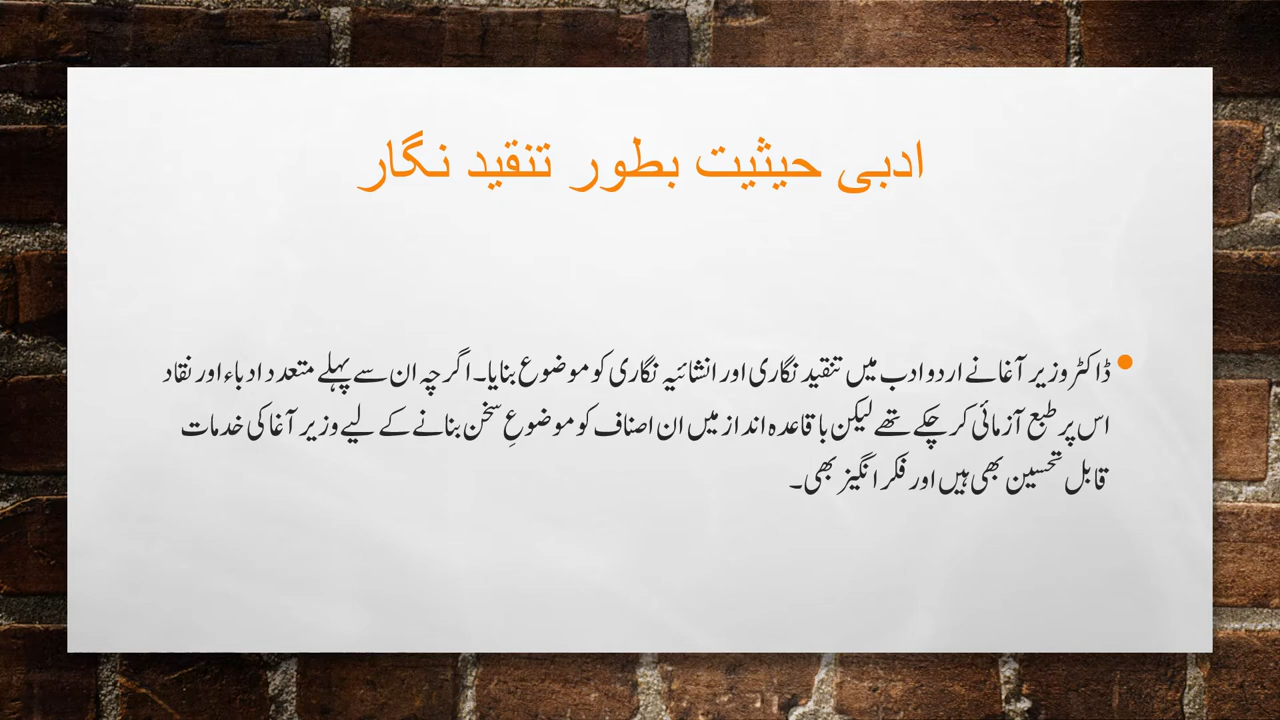 ادبی حیثیت بطور تنقید نگار
ڈاکٹر وزیر آغا نے اردو ادب میں تنقید نگاری اور انشائیہ نگاری کو موضوع بنایا۔ اگرچہ ان سے پہلے متعدد ادباء اور نقاد
اس پر طبع آزمائی کر چکے تھے لیکن باقاعدہ انداز میں ان اصناف کو موضوعِ سخن بنانے کے لیے وزیر آغا کی خدمات
قابل تحسین بھی ہیں اور فکر انگیز بھی۔